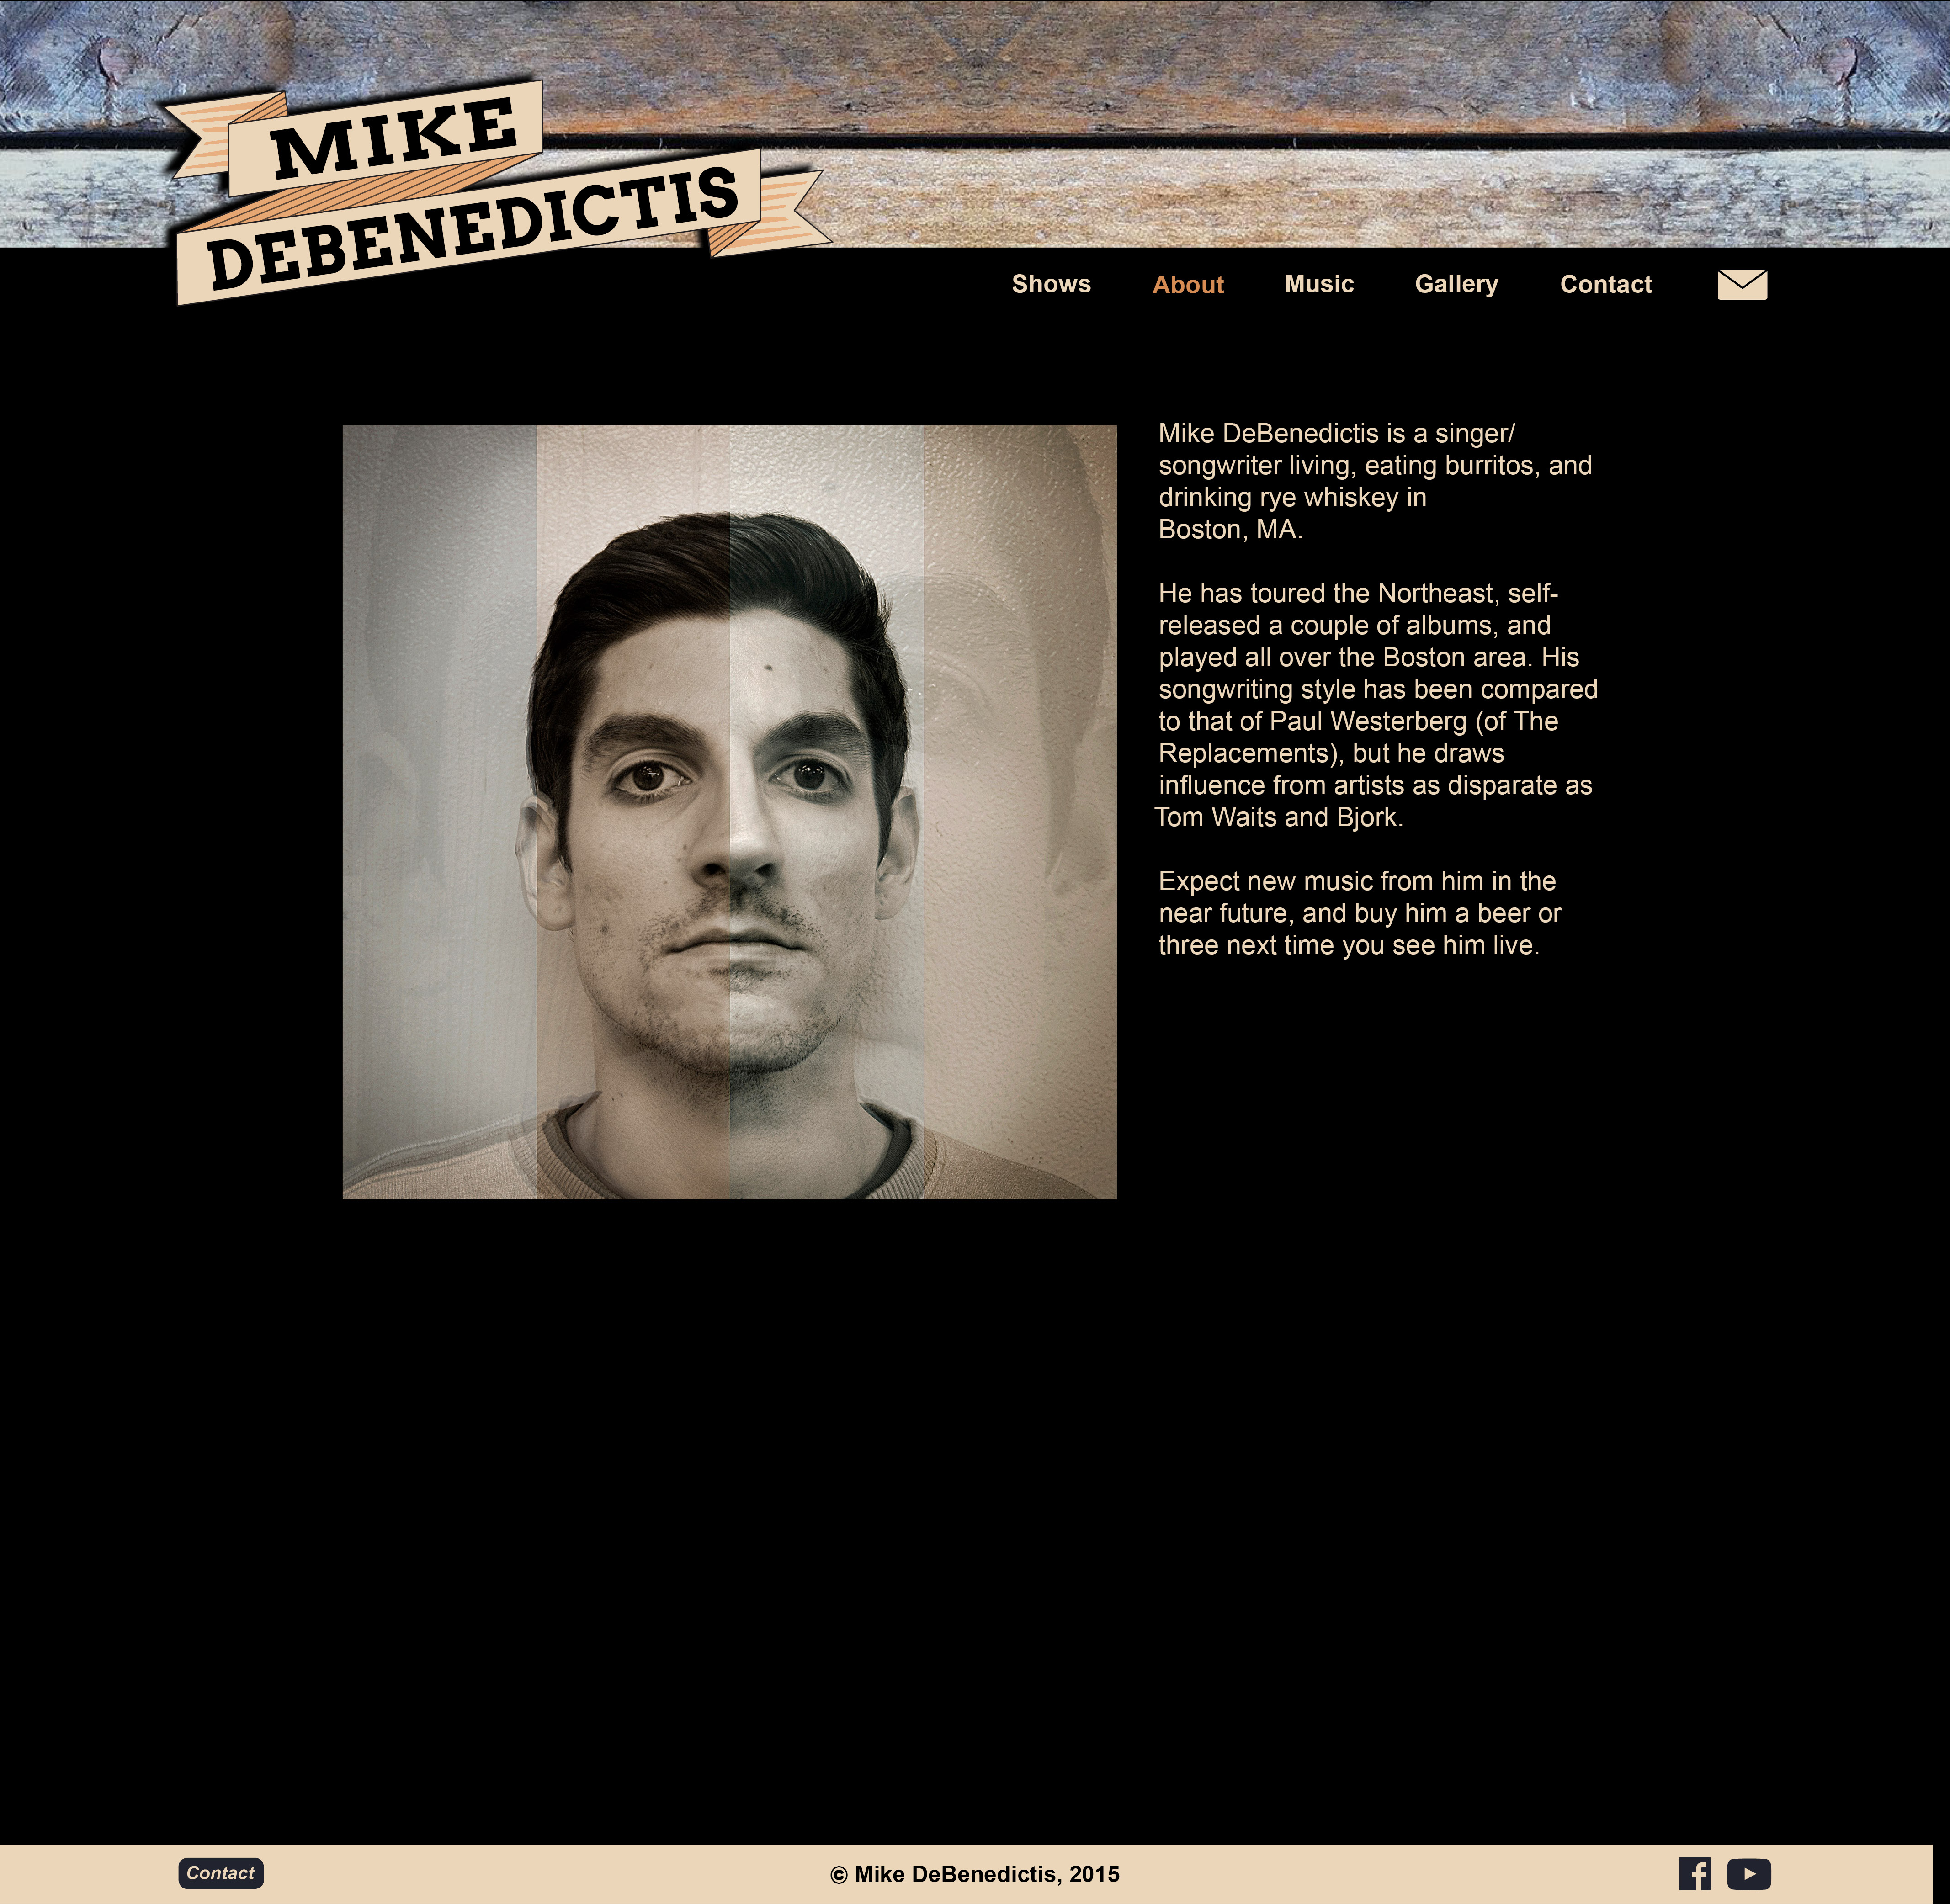 MIKE
DEBENEDICTIS
Shows About Music Gallery Contact
Mike DeBenedictis is a singer/
songwriter living, eating burritos, and
drinking rye whiskey in
Boston, MA.
He has toured the Northeast, self-
released a couple of albums, and
played all over the Boston area. His
songwriting style has been compared
to that of Paul Westerberg (of The
Replacements), but he draws
influence from artists as disparate as
Tom Waits and Bjork.
Expect new music from him in the
near future, and buy him a beer or
three next time you see him live.
Contact © Mike DeBenedictis, 2015